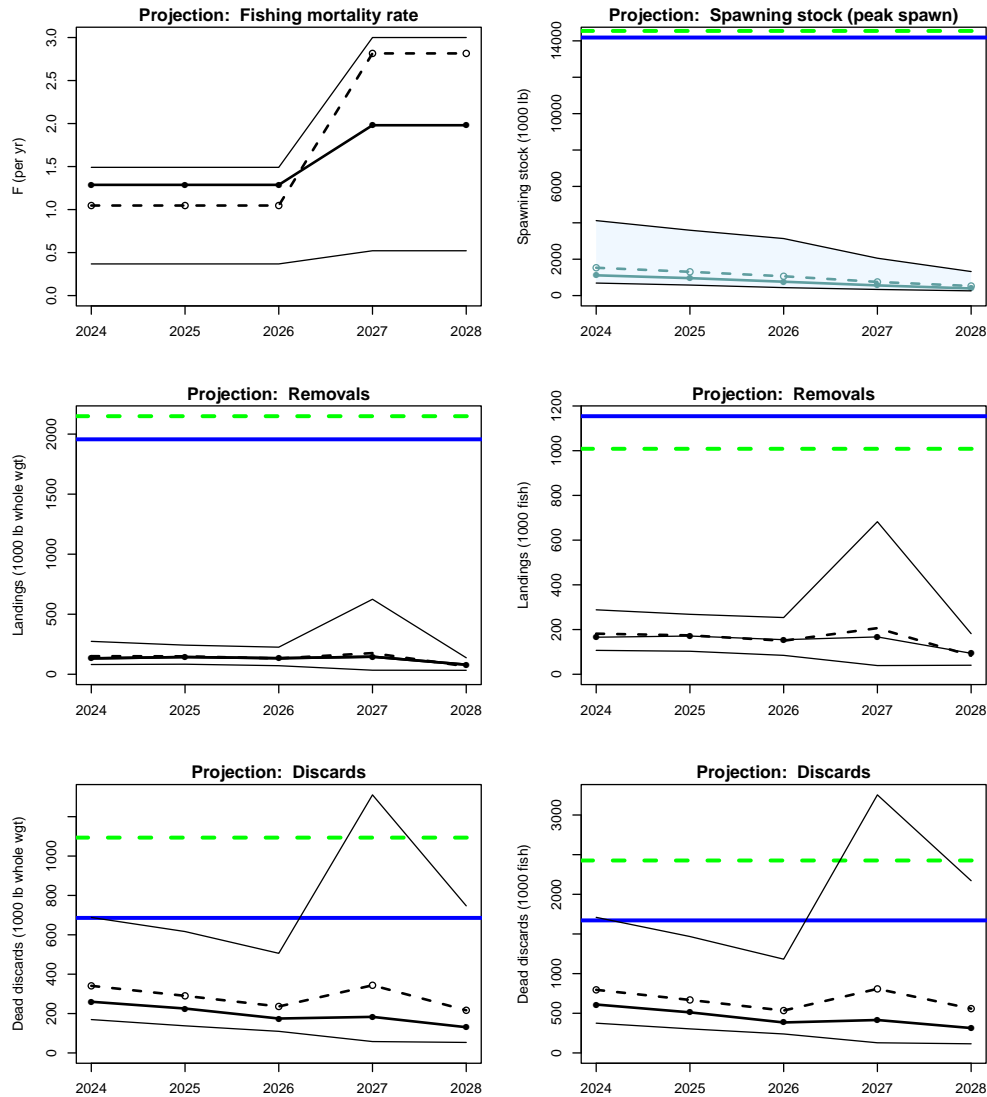 Projection: Fishing mortality rate
F (per yr)
3.0
2.5
2.0
1.5
1.0
0.5
0.0
2024 2025 2026 2027 2028
Projection: Spawning stock (peak spawn)
Spawning stock (1000 lb)
14000
10000
6000
2000
0
2024 2025 2026 2027 2028
Projection: Removals
Landings (1000 lb whole wgt)
2000
1500
1000
500
0
2024 2025 2026 2027 2028
Projection: Removals
Landings (1000 fish)
1200
1000
800
600
400
200
0
2024 2025 2026 2027 2028
Projection: Discards
Dead discards (1000 lb whole wgt)
1000
800
600
400
200
0
2024 2025 2026 2027 2028
Projection: Discards
Dead discards (1000 fish)
3000
2000
1000
500
0
2024 2025 2026 2027 2028